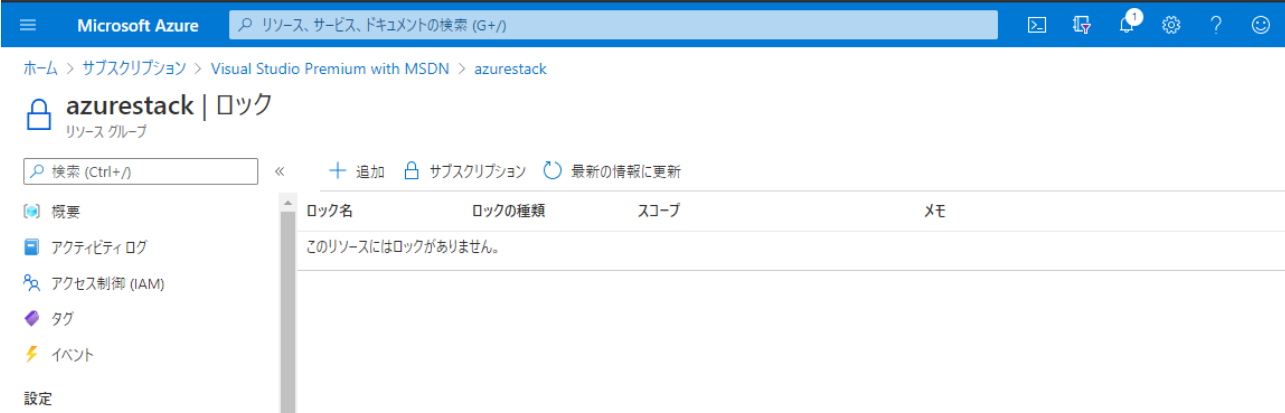 Microsoft Azure リソース、サービス、ドキュメントの検索 (G+/) 1
ホーム > サブスクリプション > Visual Studio Premium with MSDN > azurestack
azurestack | ロック
リソース グループ
検索 (Ctrl+/) « 追加 サブスクリプション 最新の情報に更新
概要
アクティビティ ログ
アクセス制御 (IAM)
タグ
イベント
設定
ロック名 ロックの種類 スコープ メモ
このリソースにはロックがありません。